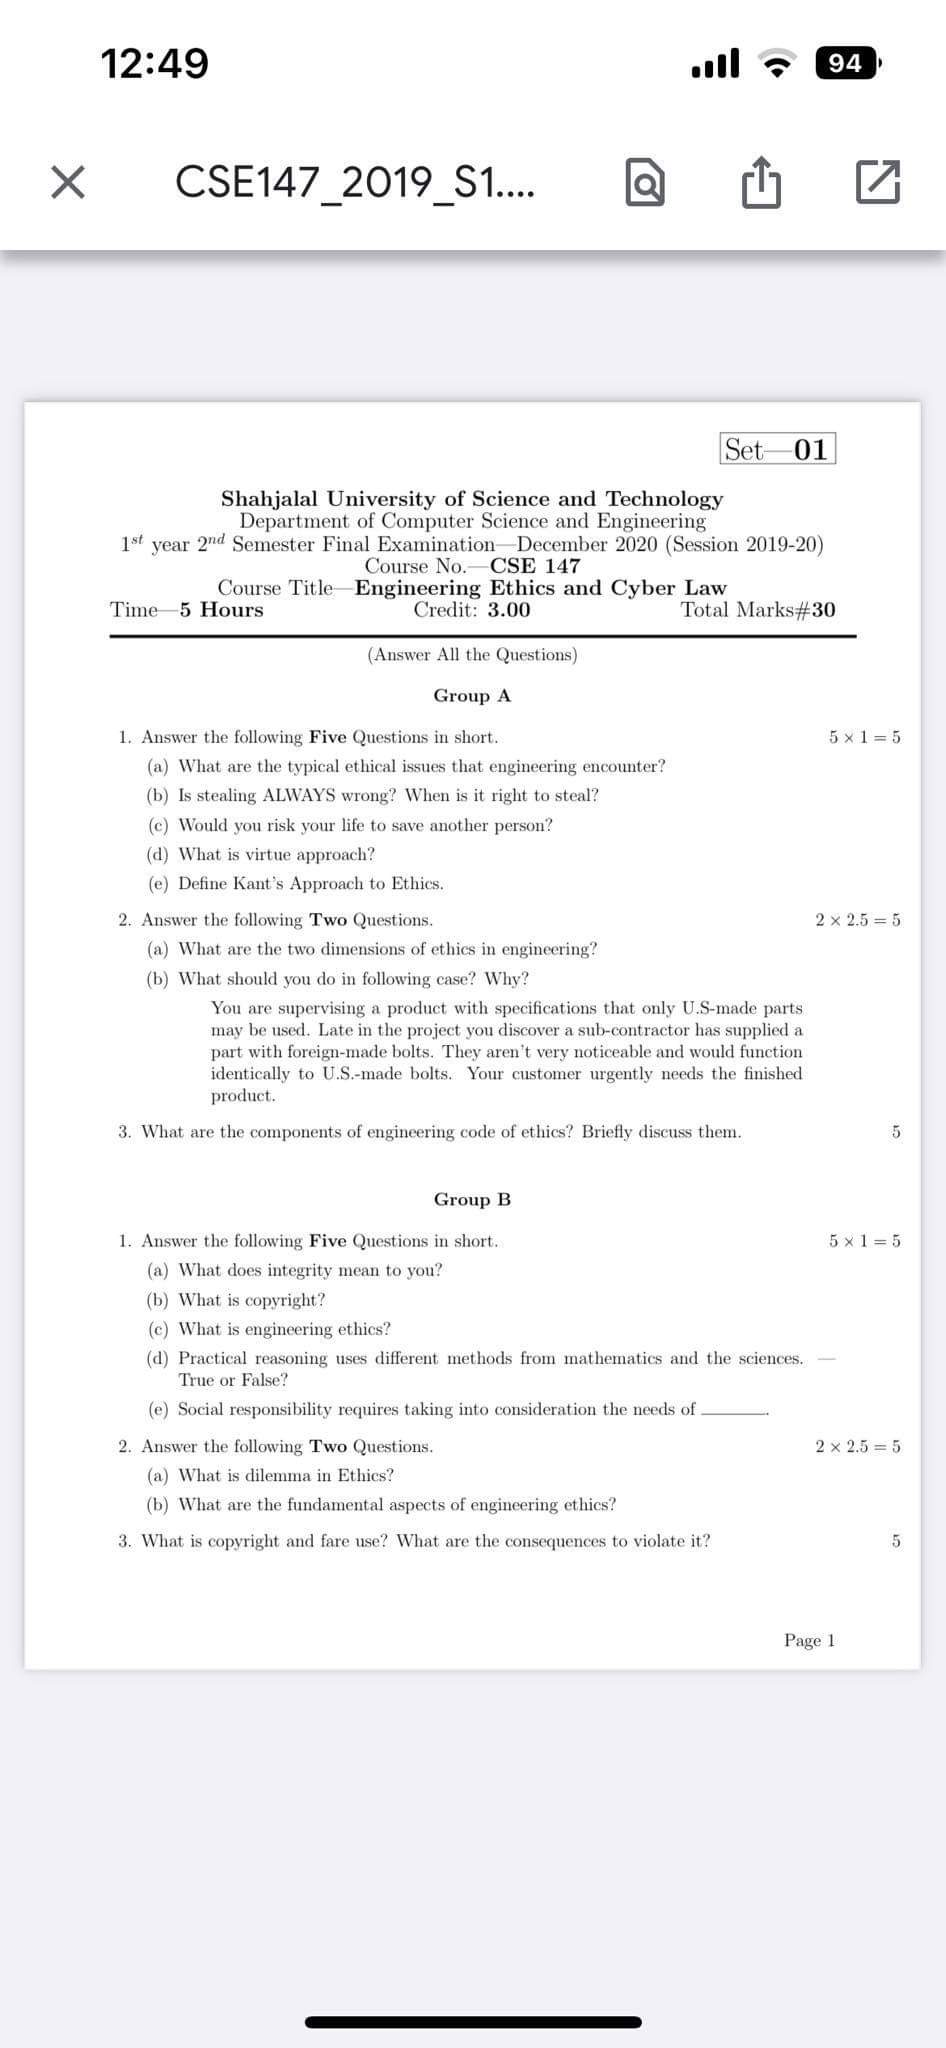 12:49
94
CSE147_2019_S1....
Set—01
Shahjalal University of Science and Technology
Department of Computer Science and Engineering
1st year 2nd Semester Final Examination—December 2020 (Session 2019-20)
Course No.—CSE 147
Course Title—Engineering Ethics and Cyber Law
Time—5 Hours Credit: 3.00 Total Marks#30
(Answer All the Questions)
Group A
1. Answer the following Five Questions in short. 5 × 1 = 5
(a) What are the typical ethical issues that engineering encounter?
(b) Is stealing ALWAYS wrong? When is it right to steal?
(c) Would you risk your life to save another person?
(d) What is virtue approach?
(e) Define Kant's Approach to Ethics.
2. Answer the following Two Questions. 2 × 2.5 = 5
(a) What are the two dimensions of ethics in engineering?
(b) What should you do in following case? Why?
You are supervising a product with specifications that only U.S-made parts
may be used. Late in the project you discover a sub-contractor has supplied a
part with foreign-made bolts. They aren't very noticeable and would function
identically to U.S.-made bolts. Your customer urgently needs the finished
product.
3. What are the components of engineering code of ethics? Briefly discuss them. 5
Group B
1. Answer the following Five Questions in short. 5 × 1 = 5
(a) What does integrity mean to you?
(b) What is copyright?
(c) What is engineering ethics?
(d) Practical reasoning uses different methods from mathematics and the sciences. —
True or False?
(e) Social responsibility requires taking into consideration the needs of ______.
2. Answer the following Two Questions. 2 × 2.5 = 5
(a) What is dilemma in Ethics?
(b) What are the fundamental aspects of engineering ethics?
3. What is copyright and fare use? What are the consequences to violate it? 5
Page 1